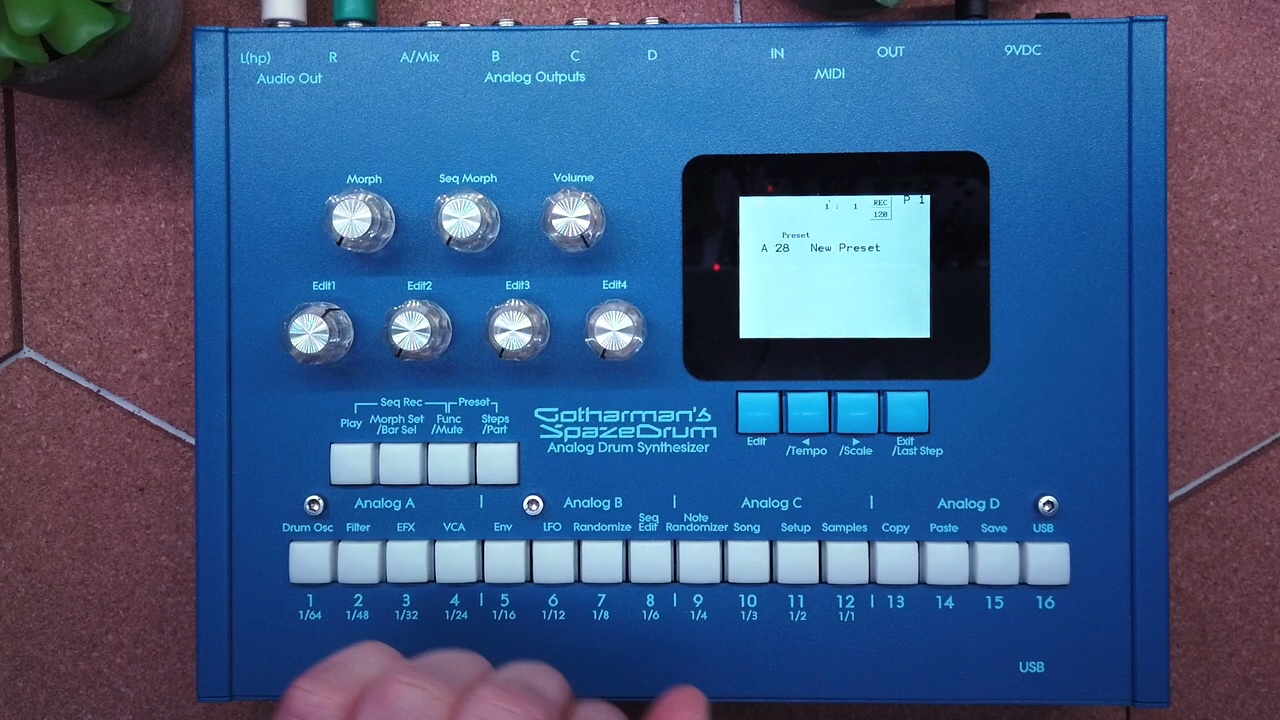 L(hp) R A/Mix B C D IN OUT 9VDC
Audio Out Analog Outputs MIDI
Morph Seq Morph Volume
1 : 1 REC P 1
120
Preset
A 28 New Preset
Edit1 Edit2 Edit3 Edit4
Seq Rec Preset
Play Morph Set /Bar Sel Func /Mute Steps /Part
Gotharman's
SpazeDrum
Analog Drum Synthesizer
Edit ◀ /Tempo ▶ /Scale Exit /Last Step
Analog A | Analog B | Analog C | Analog D
Drum Osc Filter EFX VCA Env LFO Randomize Seq Edit Note Randomizer Song Setup Samples Copy Paste Save USB
1 2 3 4 | 5 6 7 8 | 9 10 11 12 | 13 14 15 16
1/64 1/48 1/32 1/24 1/16 1/12 1/8 1/6 1/4 1/3 1/2 1/1
USB